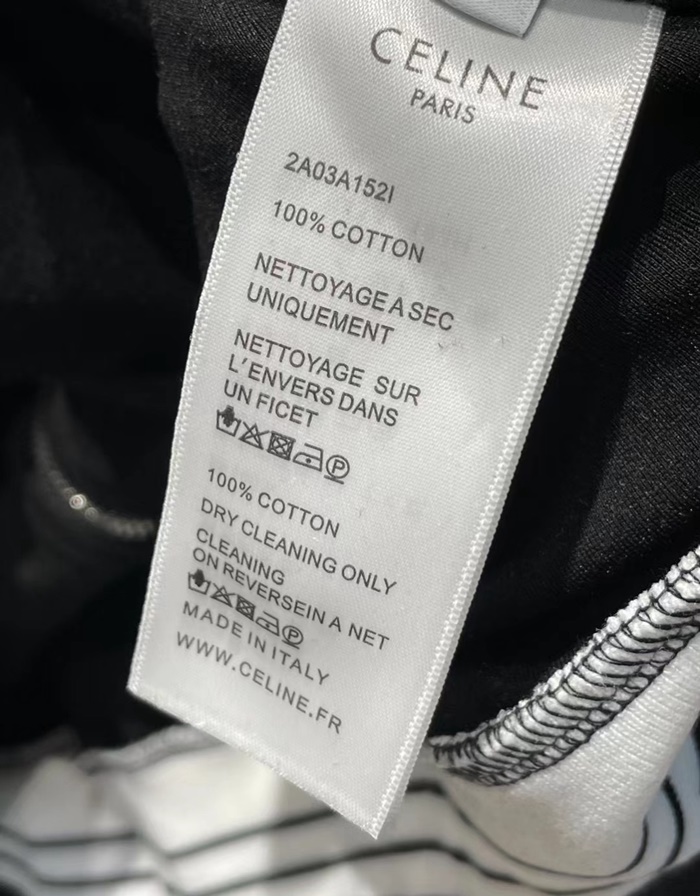 CELINE
PARIS
2A03A152I
100% COTTON
NETTOYAGE A SEC
UNIQUEMENT
NETTOYAGE SUR
L'ENVERS DANS
UN FICET
P
100% COTTON
DRY CLEANING ONLY
CLEANING
ON REVERSEIN A NET
P
MADE IN ITALY
WWW.CELINE.FR